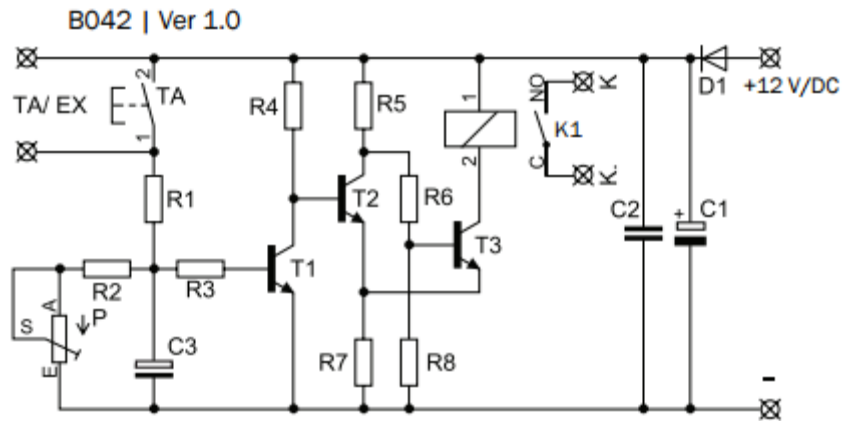 B042 | Ver 1.0
TA/ EX
2
TA
1
R4
R5
1
2
NO
K
K1
C
K.
D1
+12 V/DC
R1
T2
R6
T3
C2
+
C1
R2
R3
T1
A
S
P
E
C3
R7
R8
-